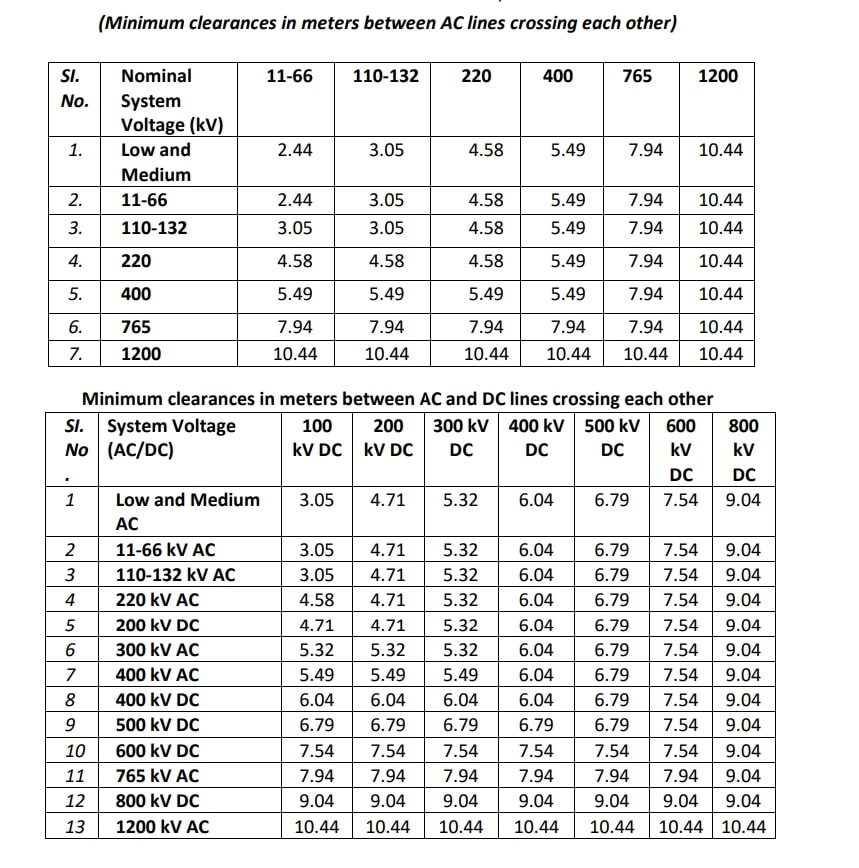 (Minimum clearances in meters between AC lines crossing each other)
Sl. No. Nominal System Voltage (kV) 11-66 110-132 220 400 765 1200
1. Low and Medium 2.44 3.05 4.58 5.49 7.94 10.44
2. 11-66 2.44 3.05 4.58 5.49 7.94 10.44
3. 110-132 3.05 3.05 4.58 5.49 7.94 10.44
4. 220 4.58 4.58 4.58 5.49 7.94 10.44
5. 400 5.49 5.49 5.49 5.49 7.94 10.44
6. 765 7.94 7.94 7.94 7.94 7.94 10.44
7. 1200 10.44 10.44 10.44 10.44 10.44 10.44
Minimum clearances in meters between AC and DC lines crossing each other
Sl. No. System Voltage (AC/DC) 100 kV DC 200 kV DC 300 kV DC 400 kV DC 500 kV DC 600 kV DC 800 kV DC
1 Low and Medium AC 3.05 4.71 5.32 6.04 6.79 7.54 9.04
2 11-66 kV AC 3.05 4.71 5.32 6.04 6.79 7.54 9.04
3 110-132 kV AC 3.05 4.71 5.32 6.04 6.79 7.54 9.04
4 220 kV AC 4.58 4.71 5.32 6.04 6.79 7.54 9.04
5 200 kV DC 4.71 4.71 5.32 6.04 6.79 7.54 9.04
6 300 kV AC 5.32 5.32 5.32 6.04 6.79 7.54 9.04
7 400 kV AC 5.49 5.49 5.49 6.04 6.79 7.54 9.04
8 400 kV DC 6.04 6.04 6.04 6.04 6.79 7.54 9.04
9 500 kV DC 6.79 6.79 6.79 6.79 6.79 7.54 9.04
10 600 kV DC 7.54 7.54 7.54 7.54 7.54 7.54 9.04
11 765 kV AC 7.94 7.94 7.94 7.94 7.94 7.94 9.04
12 800 kV DC 9.04 9.04 9.04 9.04 9.04 9.04 9.04
13 1200 kV AC 10.44 10.44 10.44 10.44 10.44 10.44 10.44